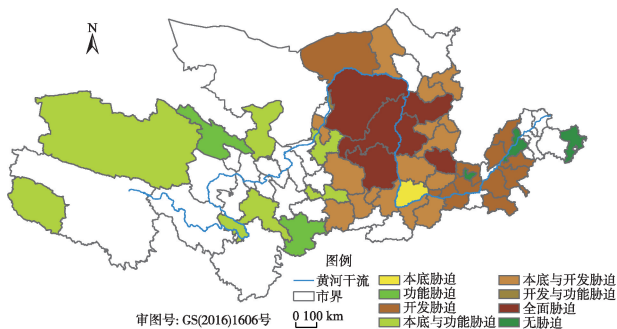 N
图例
黄河干流
市界
本底胁迫
功能胁迫
开发胁迫
本底与功能胁迫
本底与开发胁迫
开发与功能胁迫
全面胁迫
无胁迫
审图号: GS(2016)1606号
0 100 km